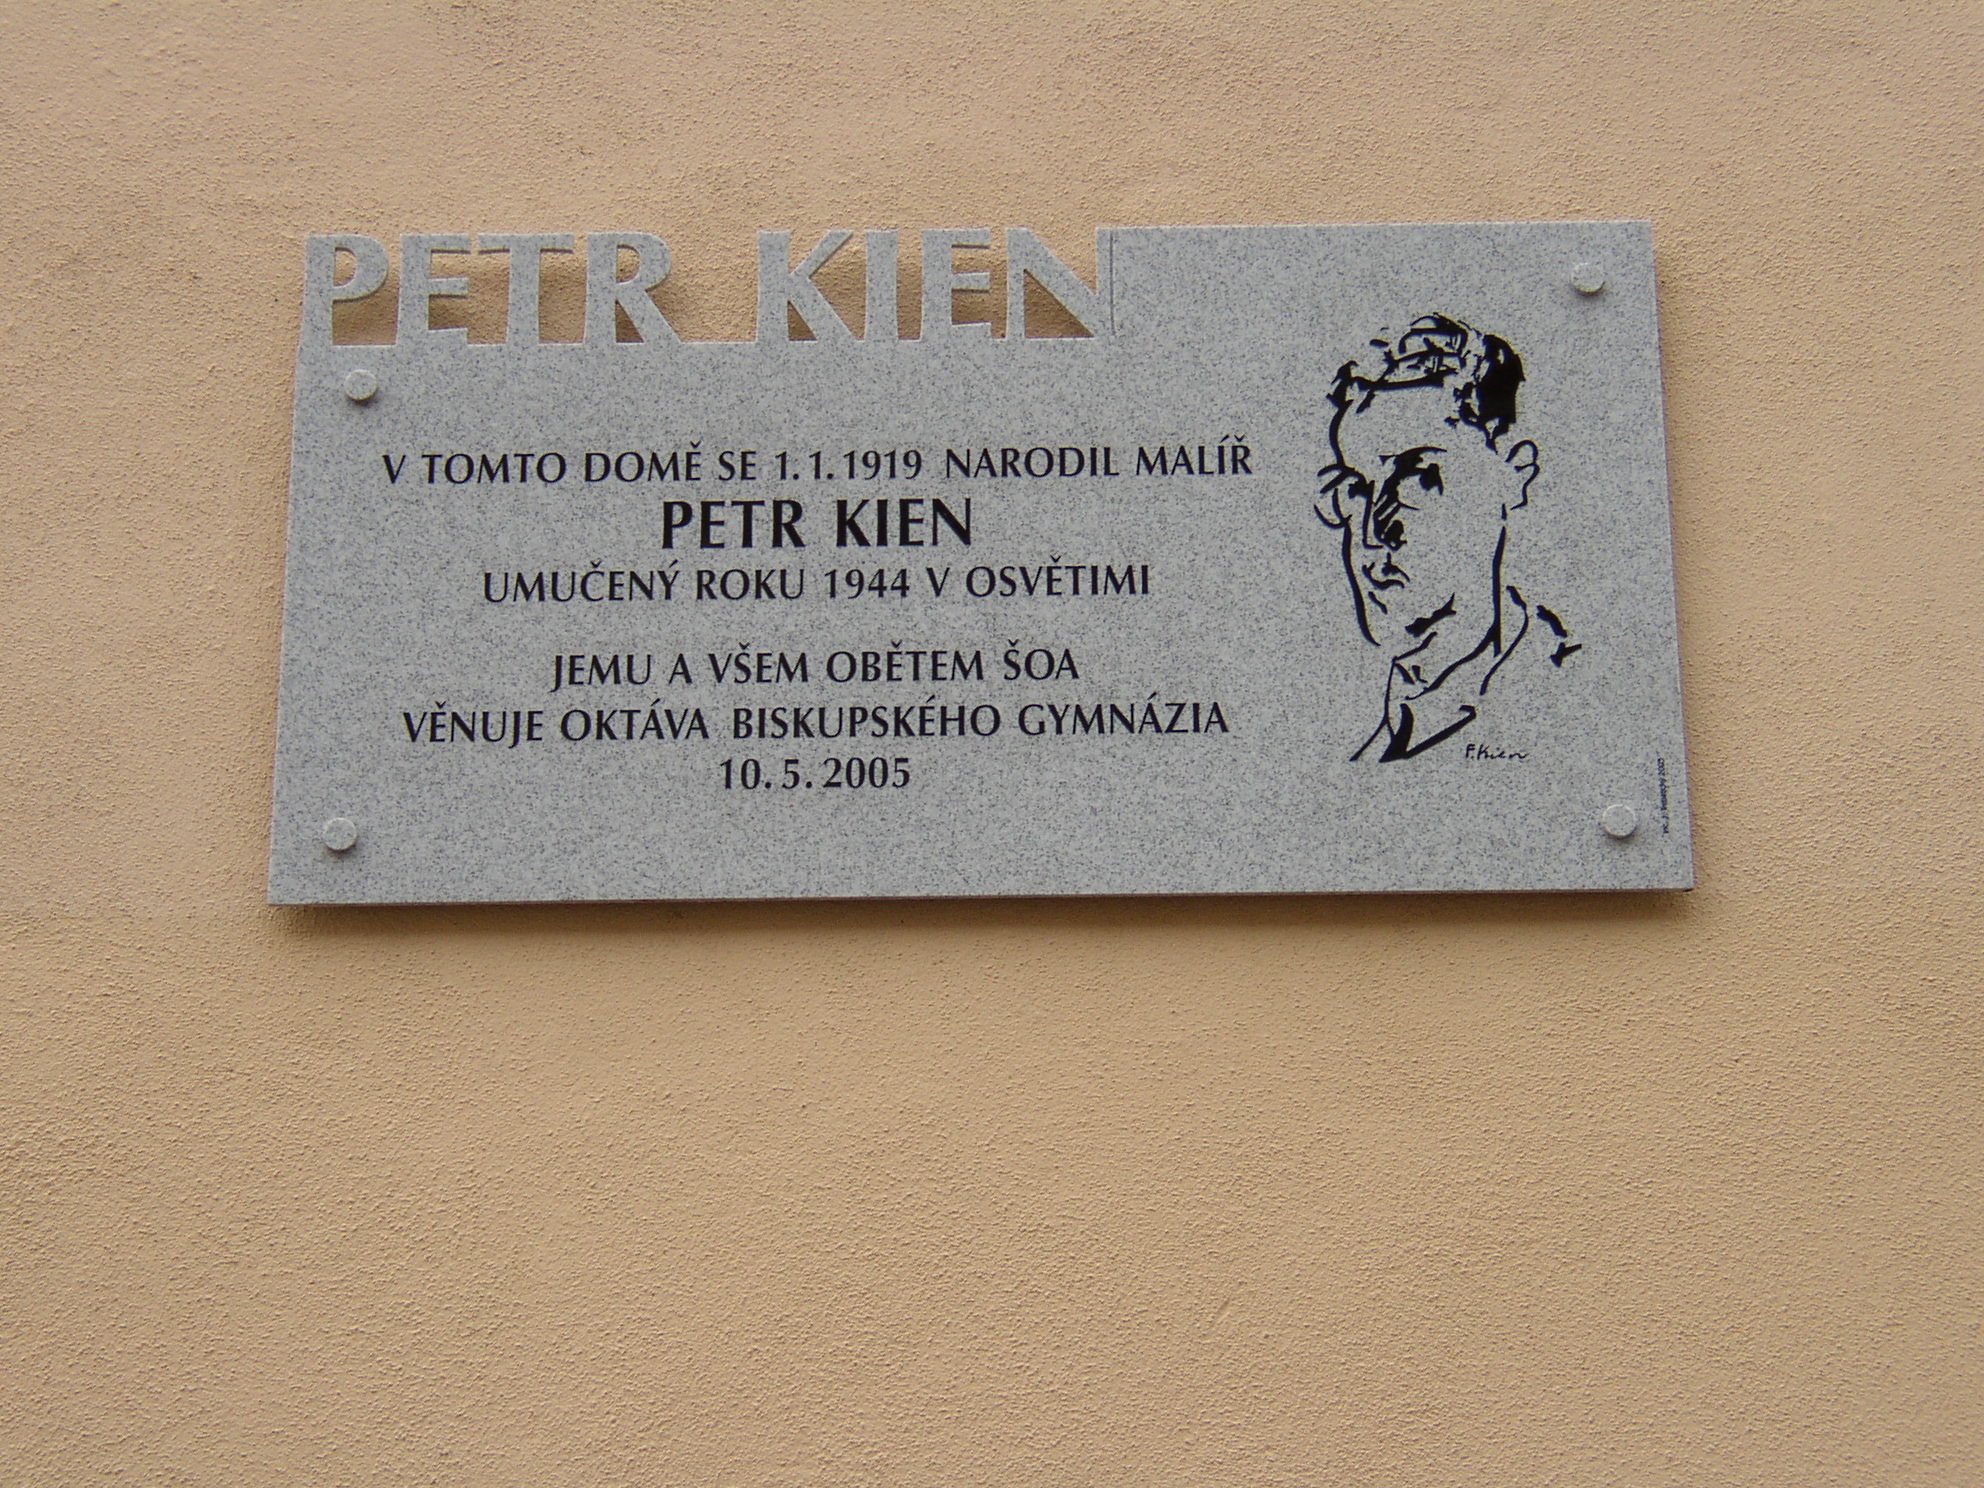 PETR KIEN
V TOMTO DOMĚ SE 1.1.1919 NARODIL MALÍŘ
PETR KIEN
UMUČENÝ ROKU 1944 V OSVĚTIMI
JEMU A VŠEM OBĚTEM ŠOA
VĚNUJE OKTÁVA BISKUPSKÉHO GYMNÁZIA
10.5.2005
P. Kien